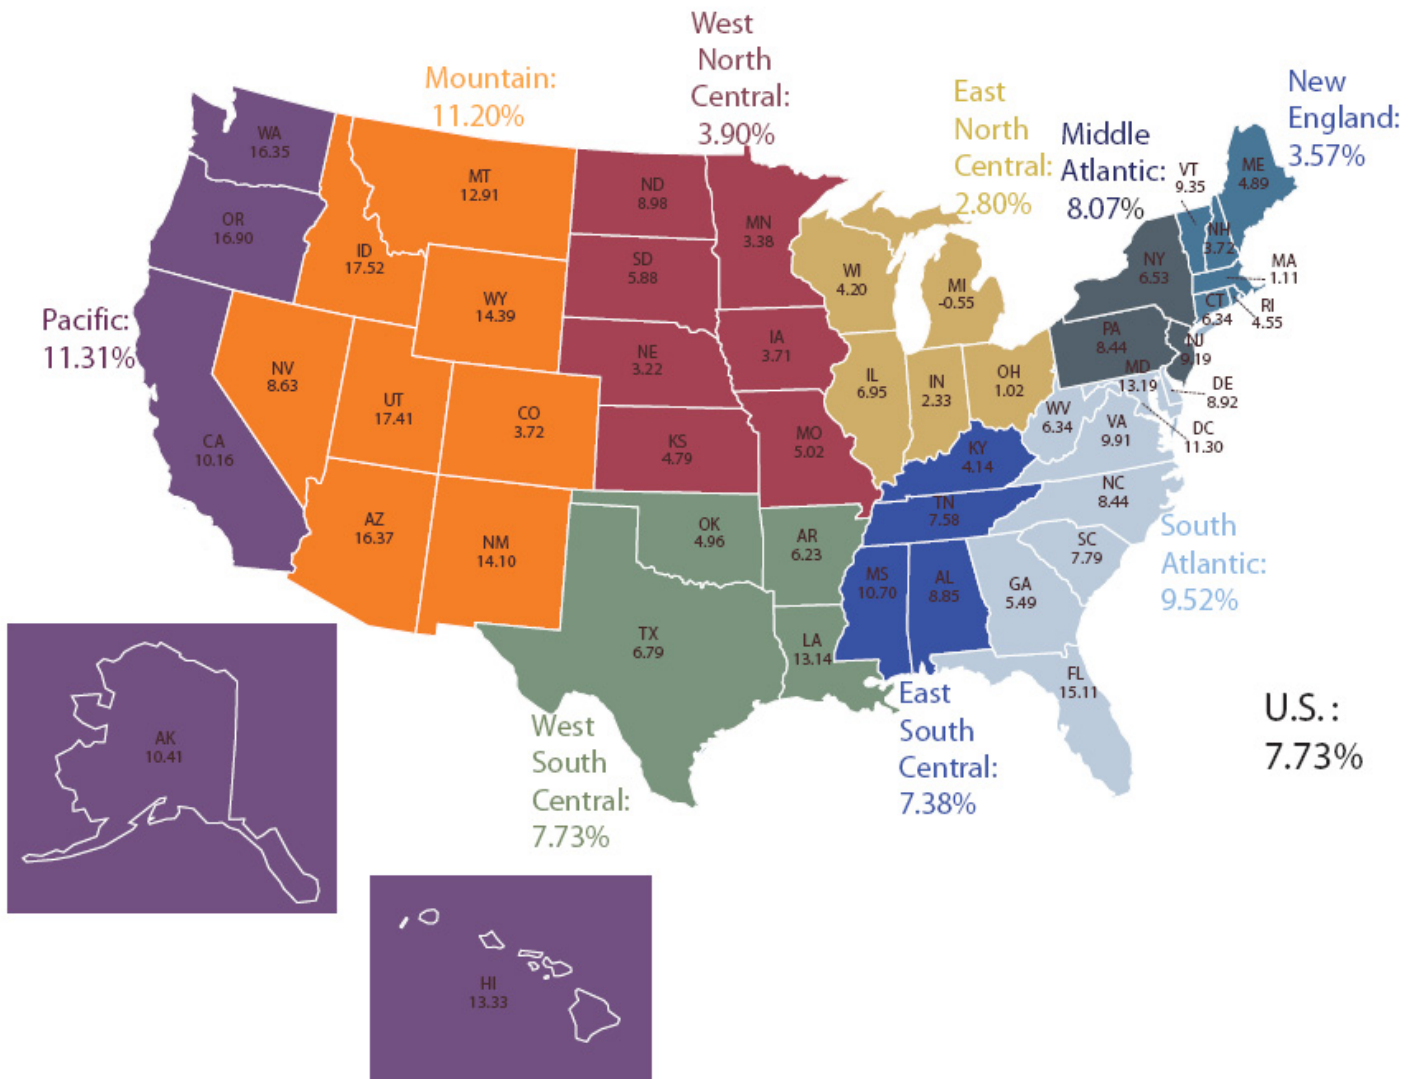 West
North
Central:
3.90%
Mountain:
11.20%
East
North
Central:
2.80%
Middle
Atlantic:
8.07%
New
England:
3.57%
Pacific:
11.31%
South
Atlantic:
9.52%
West
South
Central:
7.73%
East
South
Central:
7.38%
U.S.:
7.73%
WA
16.35
OR
16.90
CA
10.16
MT
12.91
ID
17.52
WY
14.39
NV
8.63
UT
17.41
CO
3.72
AZ
16.37
NM
14.10
ND
8.98
SD
5.88
NE
3.22
KS
4.79
MN
3.38
IA
3.71
MO
5.02
WI
4.20
MI
-0.55
IL
6.95
IN
2.33
OH
1.02
OK
4.96
AR
6.23
TX
6.79
LA
13.14
KY
4.14
TN
7.58
MS
10.70
AL
8.85
NY
6.53
PA
8.44
NJ
9.19
VT
9.35
ME
4.89
NH
3.72
MA
1.11
CT
6.34
RI
4.55
MD
13.19
DE
8.92
DC
11.30
WV
6.34
VA
9.91
NC
8.44
SC
7.79
GA
5.49
FL
15.11
AK
10.41
HI
13.33